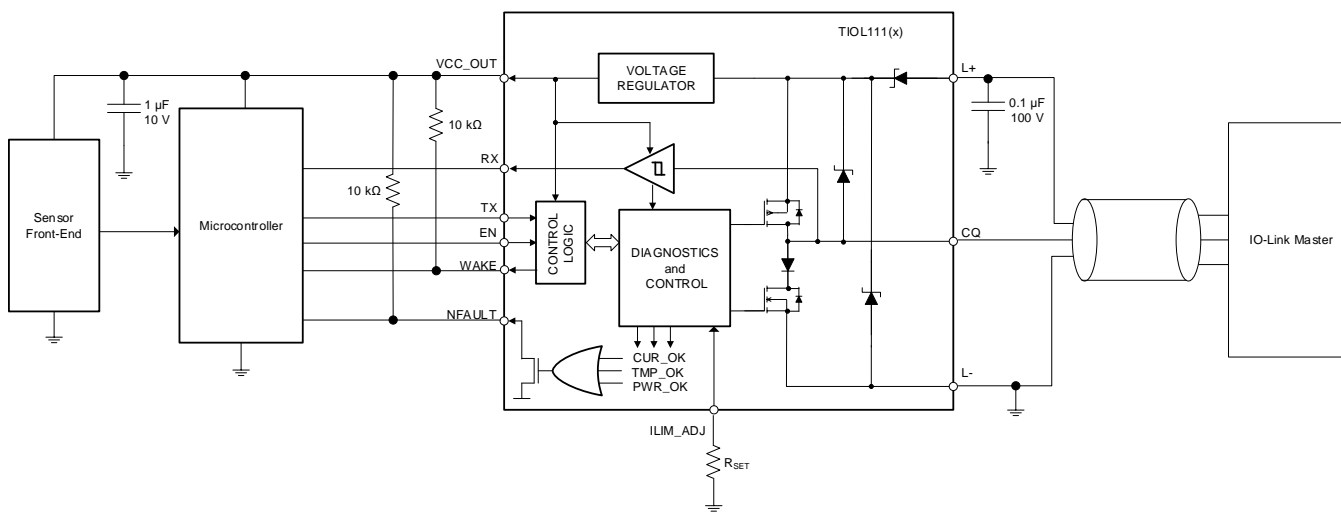 TIOL111(x)
VCC_OUT
VOLTAGE
REGULATOR
L+
1 µF
10 V
10 kΩ
0.1 µF
100 V
RX
10 kΩ
Sensor
Front-End
Microcontroller
TX
EN
WAKE
NFAULT
CONTROL
LOGIC
DIAGNOSTICS
and
CONTROL
CQ
IO-Link Master
CUR_OK
TMP_OK
PWR_OK
L-
ILIM_ADJ
RSET